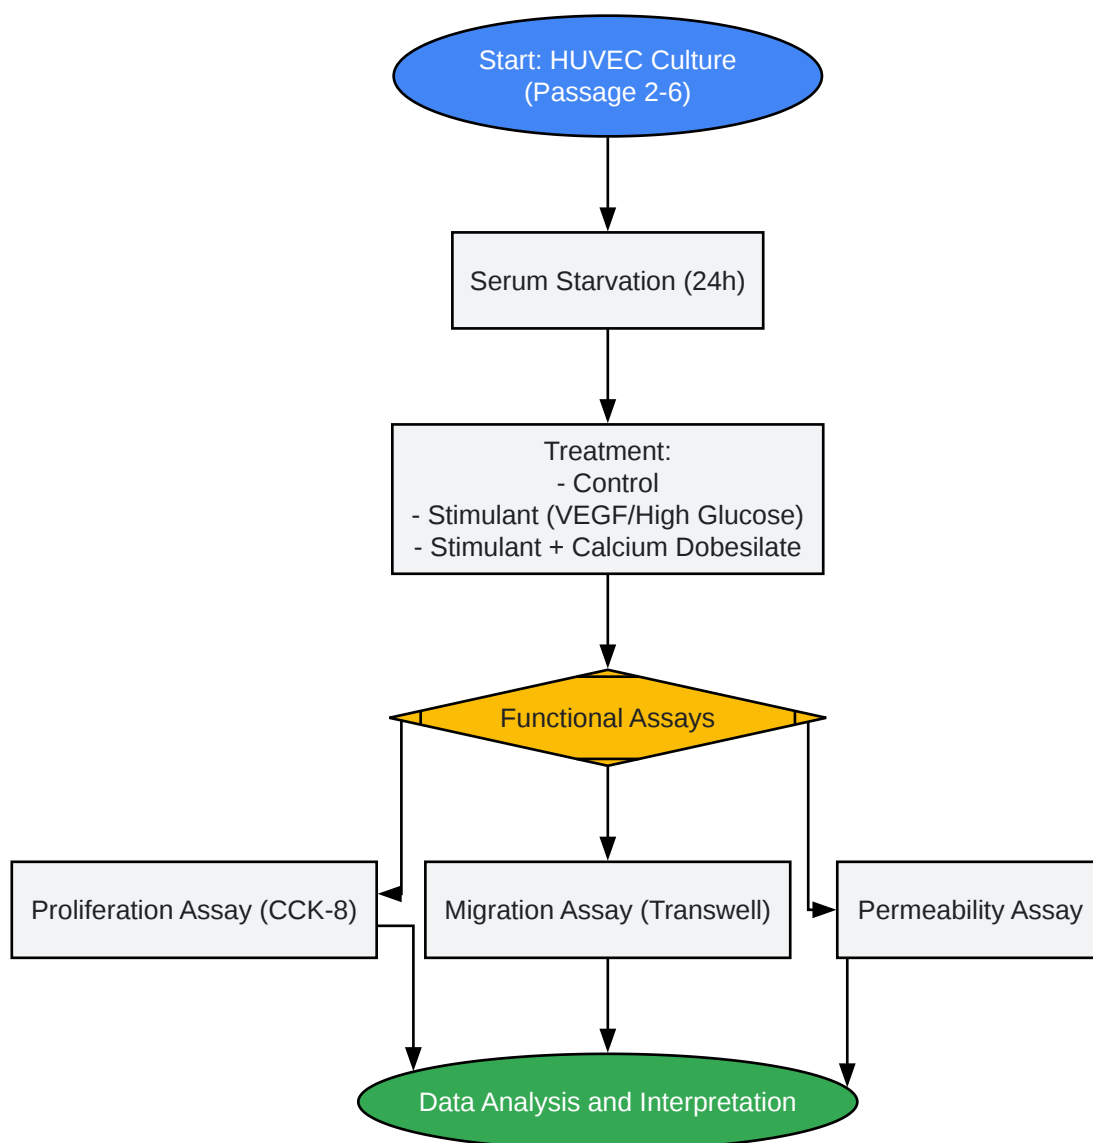 Start: HUVEC Culture
(Passage 2-6)
Serum Starvation (24h)
Treatment:
- Control
- Stimulant (VEGF/High Glucose)
- Stimulant + Calcium Dobesilate
Functional Assays
Proliferation Assay (CCK-8)
Migration Assay (Transwell)
Permeability Assay
Data Analysis and Interpretation